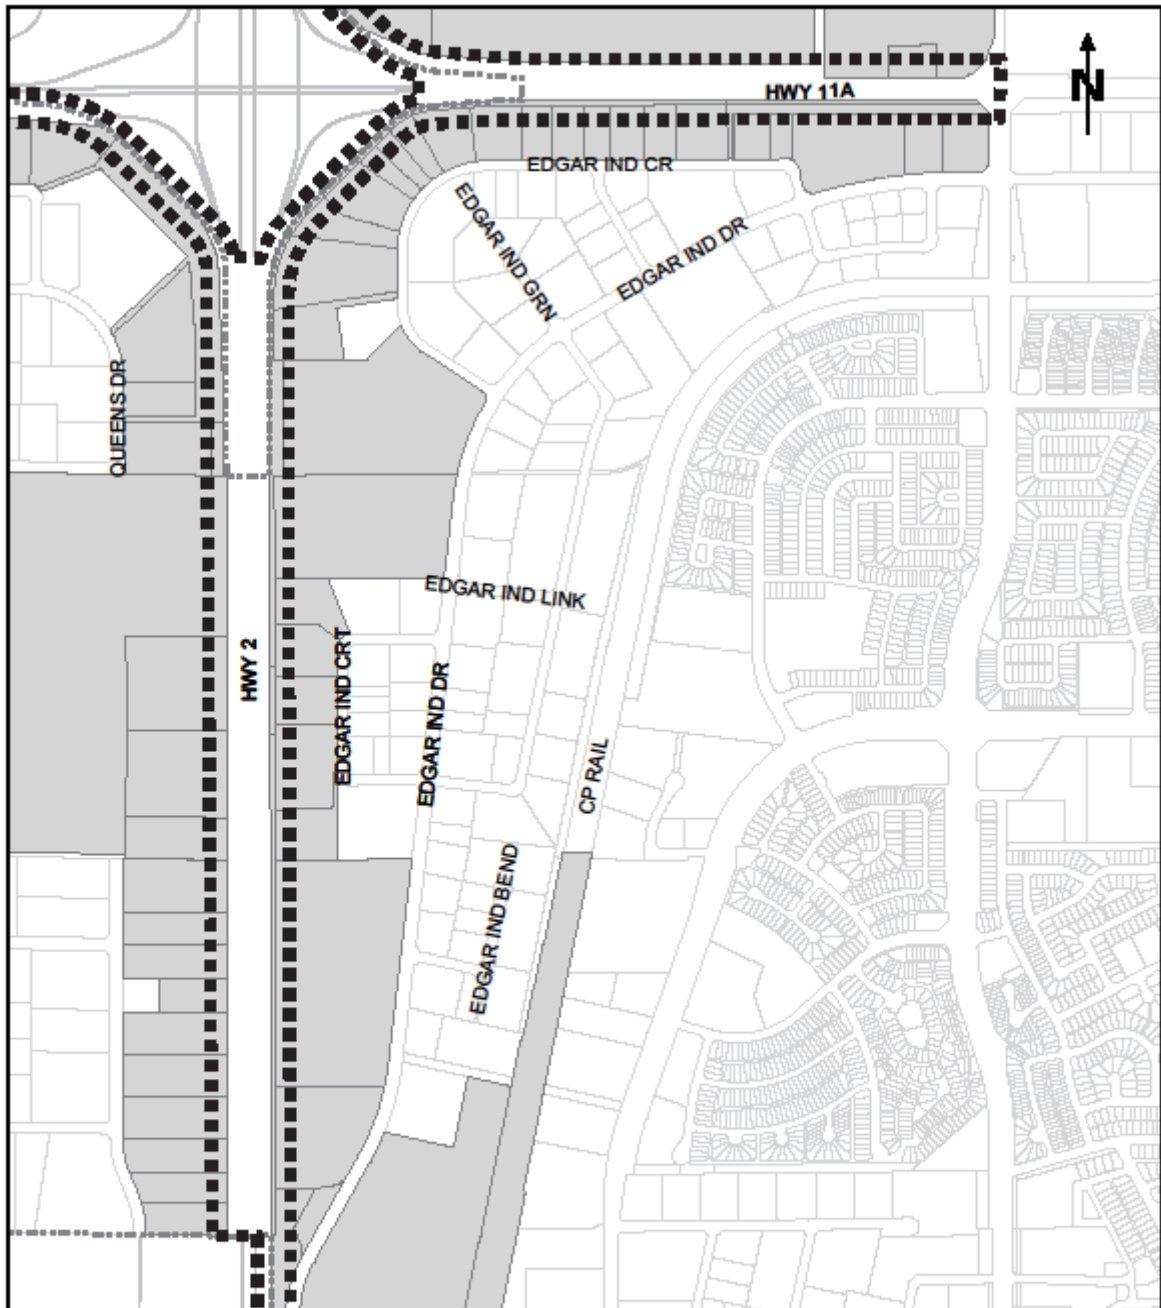 HWY 11A
N
EDGAR IND CR
EDGAR IND GRN
EDGAR IND DR
QUEENS DR
EDGAR IND LINK
HWY 2
EDGAR IND CRT
EDGAR IND DR
CP RAIL
EDGAR IND BEND